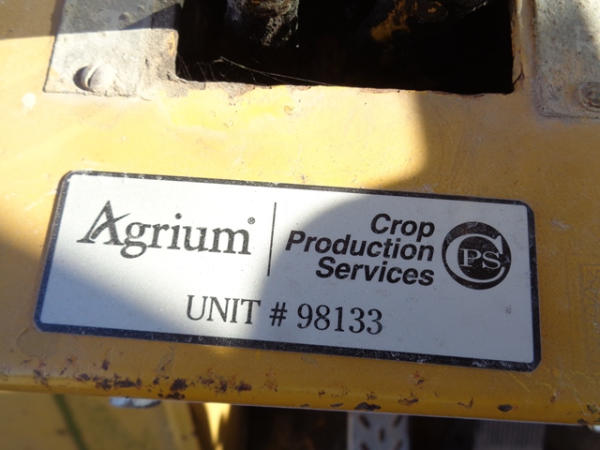 Agrium®
Crop
Production
Services
CPS
UNIT # 98133